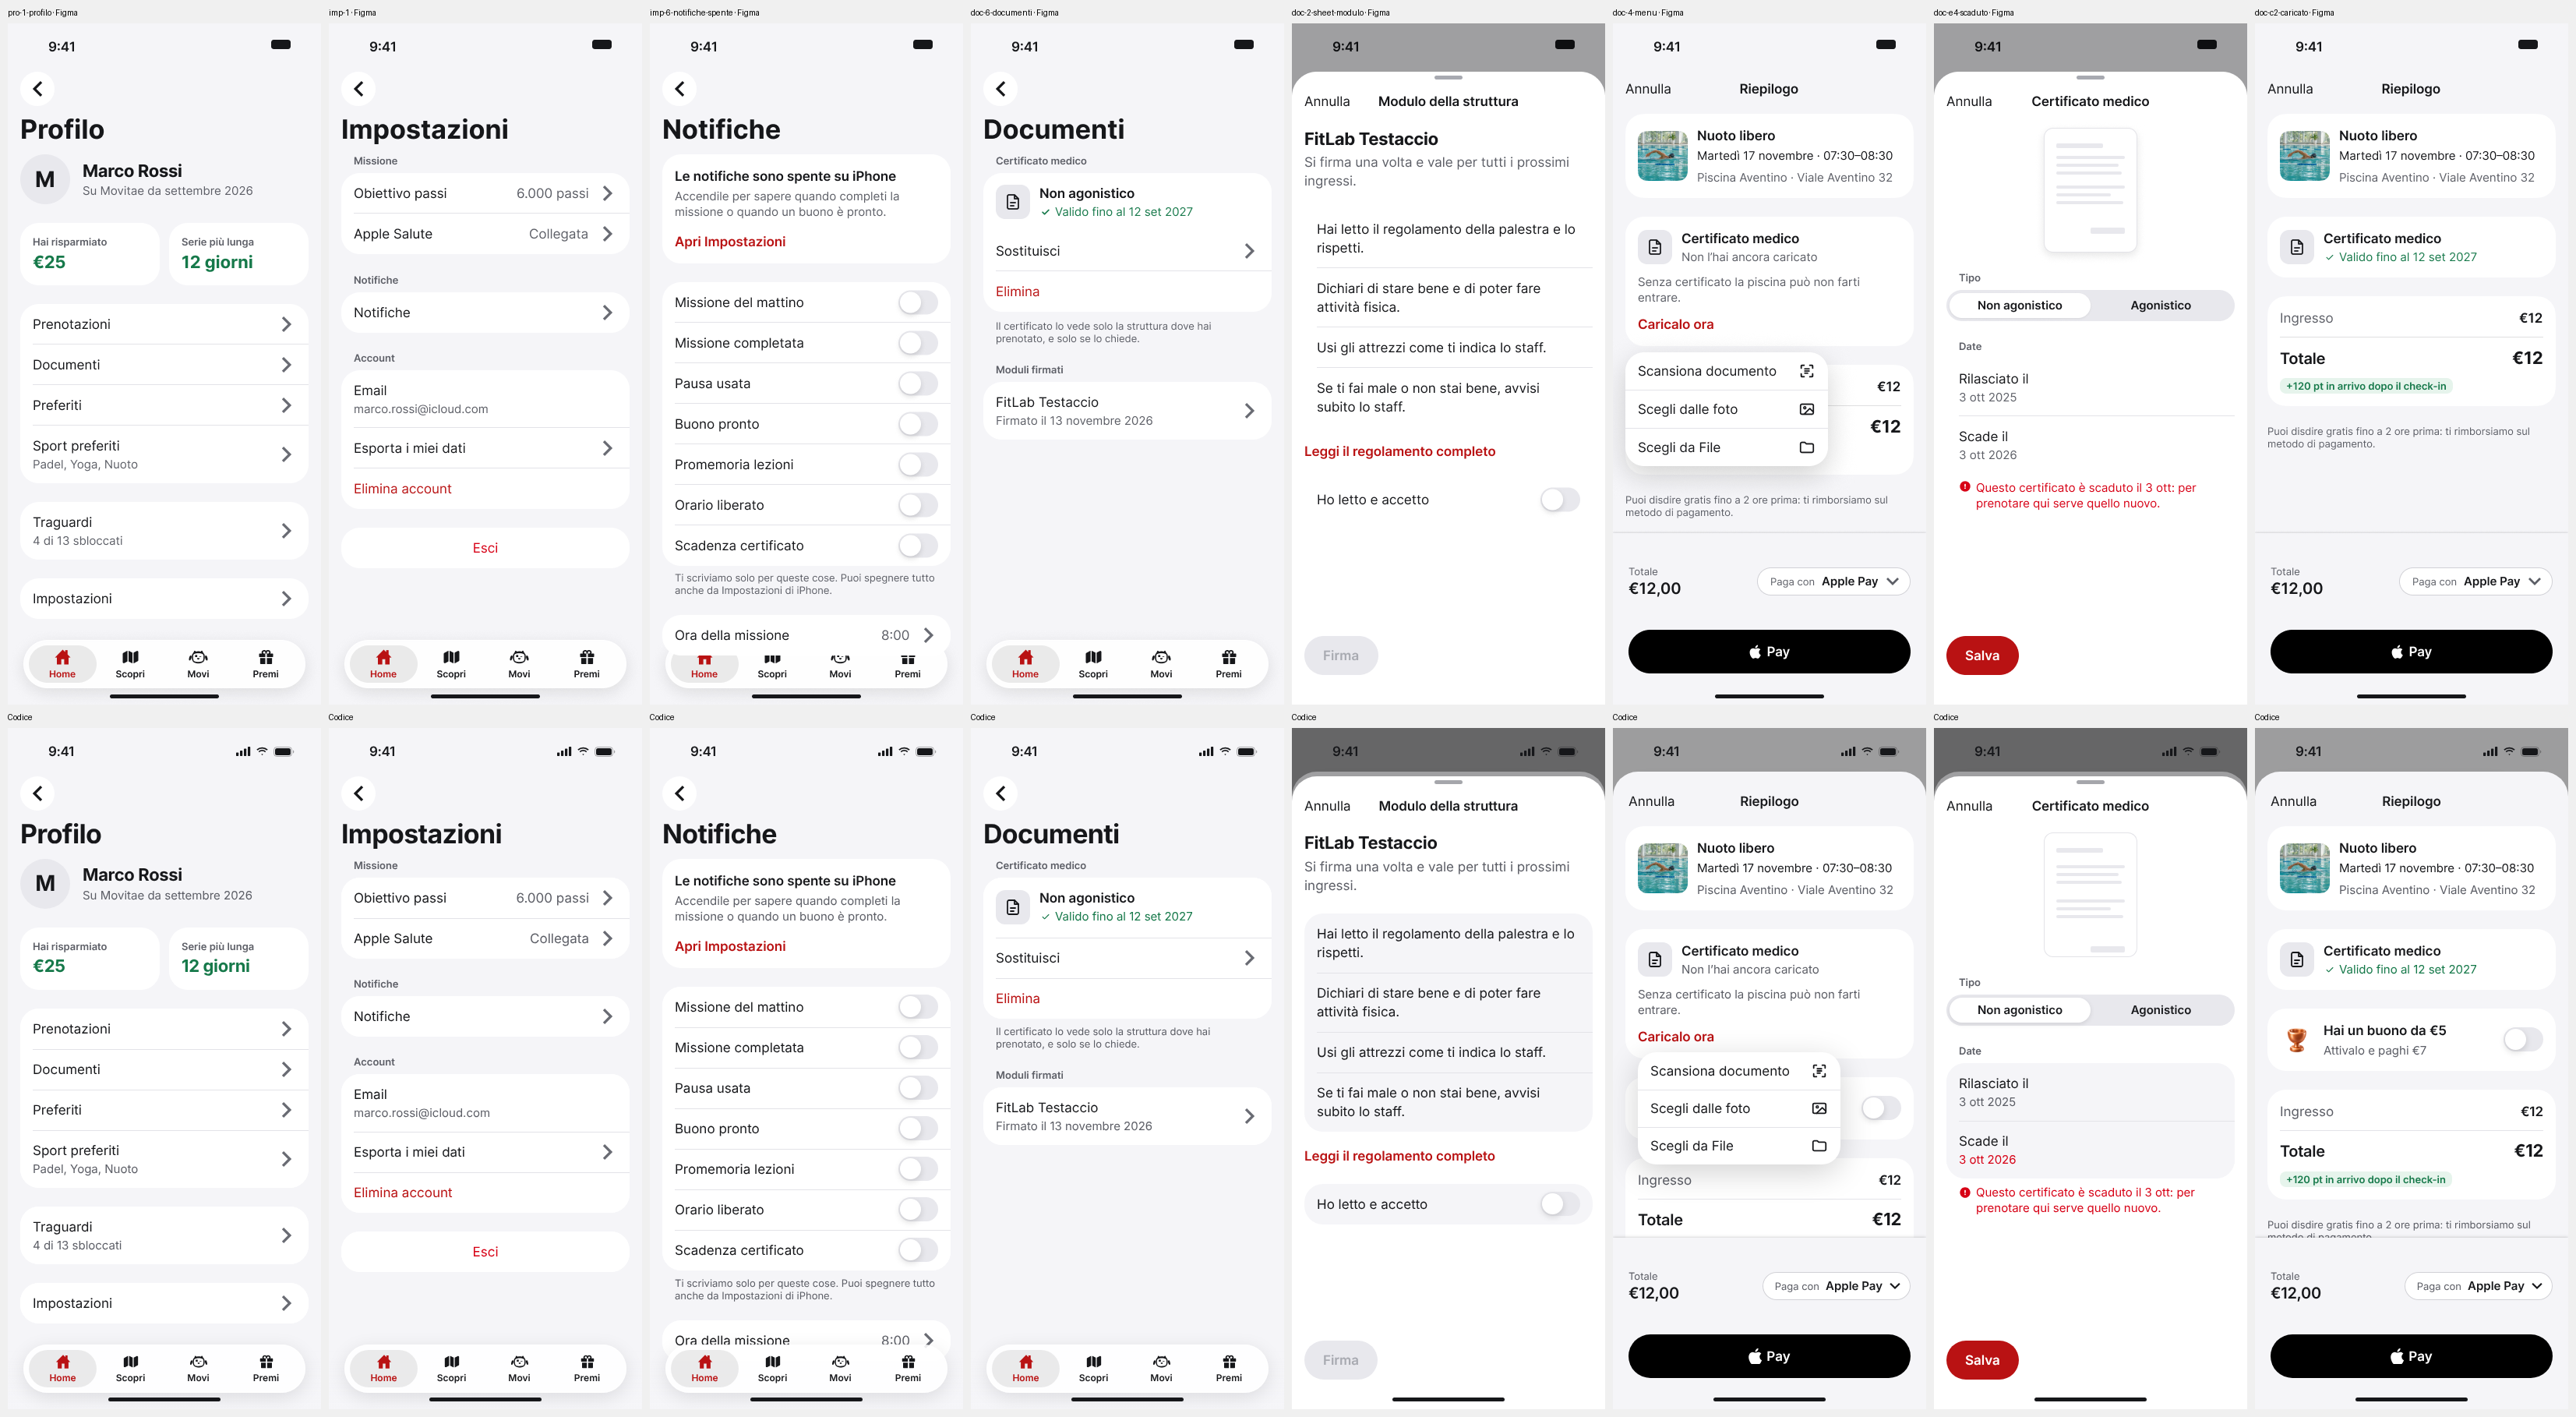 pro-1-profilo · Figma
9:41
Profilo
M
Marco Rossi
Su Movitae da settembre 2026
Hai risparmiato
€25
Serie più lunga
12 giorni
Prenotazioni
Documenti
Preferiti
Sport preferiti
Padel, Yoga, Nuoto
Traguardi
4 di 13 sbloccati
Impostazioni
Home
Scopri
Movi
Premi
imp-1 · Figma
9:41
Impostazioni
Missione
Obiettivo passi
6.000 passi
Apple Salute
Collegata
Notifiche
Notifiche
Account
Email
marco.rossi@icloud.com
Esporta i miei dati
Elimina account
Esci
Home
Scopri
Movi
Premi
imp-6-notifiche-spente · Figma
9:41
Notifiche
Le notifiche sono spente su iPhone
Accendile per sapere quando completi la
missione o quando un buono è pronto.
Apri Impostazioni
Missione del mattino
Missione completata
Pausa usata
Buono pronto
Promemoria lezioni
Orario liberato
Scadenza certificato
Ti scriviamo solo per queste cose. Puoi spegnere tutto
anche da Impostazioni di iPhone.
Ora della missione
8:00
Home
Scopri
Movi
Premi
doc-6-documenti · Figma
9:41
Documenti
Certificato medico
Non agonistico
Valido fino al 12 set 2027
Sostituisci
Elimina
Il certificato lo vede solo la struttura dove hai
prenotato, e solo se lo chiede.
Moduli firmati
FitLab Testaccio
Firmato il 13 novembre 2026
Home
Scopri
Movi
Premi
doc-2-sheet-modulo · Figma
9:41
Annulla
Modulo della struttura
FitLab Testaccio
Si firma una volta e vale per tutti i prossimi
ingressi.
Hai letto il regolamento della palestra e lo
rispetti.
Dichiari di stare bene e di poter fare
attività fisica.
Usi gli attrezzi come ti indica lo staff.
Se ti fai male o non stai bene, avvisi
subito lo staff.
Leggi il regolamento completo
Ho letto e accetto
Firma
doc-4-menu · Figma
9:41
Annulla
Riepilogo
Nuoto libero
Martedì 17 novembre · 07:30–08:30
Piscina Aventino · Viale Aventino 32
Certificato medico
Non l’hai ancora caricato
Senza certificato la piscina può non farti
entrare.
Caricalo ora
Scansiona documento
Scegli dalle foto
Scegli da File
€12
€12
Puoi disdire gratis fino a 2 ore prima: ti rimborsiamo sul
metodo di pagamento.
Totale
€12,00
Paga con Apple Pay
Pay
doc-e4-scaduto · Figma
9:41
Annulla
Certificato medico
Tipo
Non agonistico
Agonistico
Date
Rilasciato il
3 ott 2025
Scade il
3 ott 2026
Questo certificato è scaduto il 3 ott: per
prenotare qui serve quello nuovo.
Salva
doc-c2-caricato · Figma
9:41
Annulla
Riepilogo
Nuoto libero
Martedì 17 novembre · 07:30–08:30
Piscina Aventino · Viale Aventino 32
Certificato medico
Valido fino al 12 set 2027
Ingresso
€12
Totale
€12
+120 pt in arrivo dopo il check-in
Puoi disdire gratis fino a 2 ore prima: ti rimborsiamo sul
metodo di pagamento.
Totale
€12,00
Paga con Apple Pay
Pay
Codice
9:41
Profilo
M
Marco Rossi
Su Movitae da settembre 2026
Hai risparmiato
€25
Serie più lunga
12 giorni
Prenotazioni
Documenti
Preferiti
Sport preferiti
Padel, Yoga, Nuoto
Traguardi
4 di 13 sbloccati
Impostazioni
Home
Scopri
Movi
Premi
Codice
9:41
Impostazioni
Missione
Obiettivo passi
6.000 passi
Apple Salute
Collegata
Notifiche
Notifiche
Account
Email
marco.rossi@icloud.com
Esporta i miei dati
Elimina account
Esci
Home
Scopri
Movi
Premi
Codice
9:41
Notifiche
Le notifiche sono spente su iPhone
Accendile per sapere quando completi la
missione o quando un buono è pronto.
Apri Impostazioni
Missione del mattino
Missione completata
Pausa usata
Buono pronto
Promemoria lezioni
Orario liberato
Scadenza certificato
Ti scriviamo solo per queste cose. Puoi spegnere tutto
anche da Impostazioni di iPhone.
Ora della missione
8:00
Home
Scopri
Movi
Premi
Codice
9:41
Documenti
Certificato medico
Non agonistico
Valido fino al 12 set 2027
Sostituisci
Elimina
Il certificato lo vede solo la struttura dove hai
prenotato, e solo se lo chiede.
Moduli firmati
FitLab Testaccio
Firmato il 13 novembre 2026
Home
Scopri
Movi
Premi
Codice
9:41
Annulla
Modulo della struttura
FitLab Testaccio
Si firma una volta e vale per tutti i prossimi
ingressi.
Hai letto il regolamento della palestra e lo
rispetti.
Dichiari di stare bene e di poter fare
attività fisica.
Usi gli attrezzi come ti indica lo staff.
Se ti fai male o non stai bene, avvisi
subito lo staff.
Leggi il regolamento completo
Ho letto e accetto
Firma
Codice
9:41
Annulla
Riepilogo
Nuoto libero
Martedì 17 novembre · 07:30–08:30
Piscina Aventino · Viale Aventino 32
Certificato medico
Non l’hai ancora caricato
Senza certificato la piscina può non farti
entrare.
Caricalo ora
Scansiona documento
Scegli dalle foto
Scegli da File
Ingresso
€12
Totale
€12
Totale
€12,00
Paga con Apple Pay
Pay
Codice
9:41
Annulla
Certificato medico
Tipo
Non agonistico
Agonistico
Date
Rilasciato il
3 ott 2025
Scade il
3 ott 2026
Questo certificato è scaduto il 3 ott: per
prenotare qui serve quello nuovo.
Salva
Codice
9:41
Annulla
Riepilogo
Nuoto libero
Martedì 17 novembre · 07:30–08:30
Piscina Aventino · Viale Aventino 32
Certificato medico
Valido fino al 12 set 2027
Hai un buono da €5
Attivalo e paghi €7
Ingresso
€12
Totale
€12
+120 pt in arrivo dopo il check-in
Puoi disdire gratis fino a 2 ore prima: ti rimborsiamo sul
metodo di pagamento.
Totale
€12,00
Paga con Apple Pay
Pay